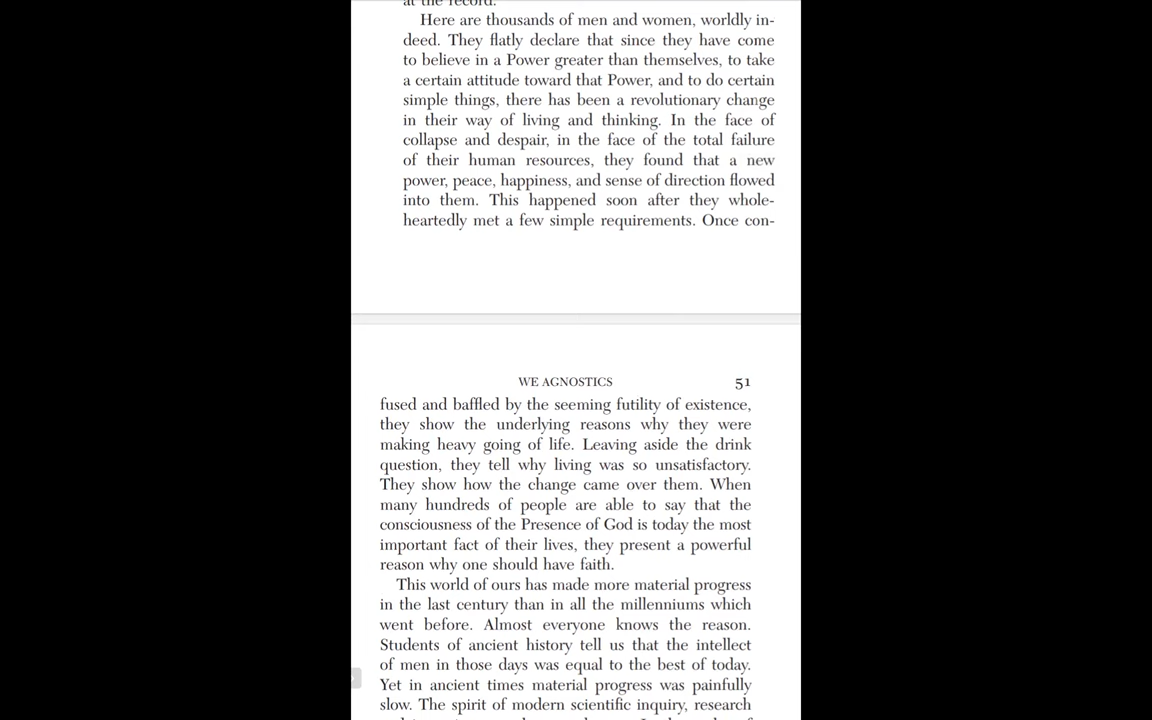 at the record.
Here are thousands of men and women, worldly in-
deed. They flatly declare that since they have come
to believe in a Power greater than themselves, to take
a certain attitude toward that Power, and to do certain
simple things, there has been a revolutionary change
in their way of living and thinking. In the face of
collapse and despair, in the face of the total failure
of their human resources, they found that a new
power, peace, happiness, and sense of direction flowed
into them. This happened soon after they whole-
heartedly met a few simple requirements. Once con-
WE AGNOSTICS 51
fused and baffled by the seeming futility of existence,
they show the underlying reasons why they were
making heavy going of life. Leaving aside the drink
question, they tell why living was so unsatisfactory.
They show how the change came over them. When
many hundreds of people are able to say that the
consciousness of the Presence of God is today the most
important fact of their lives, they present a powerful
reason why one should have faith.
This world of ours has made more material progress
in the last century than in all the millenniums which
went before. Almost everyone knows the reason.
Students of ancient history tell us that the intellect
of men in those days was equal to the best of today.
Yet in ancient times material progress was painfully
slow. The spirit of modern scientific inquiry, research